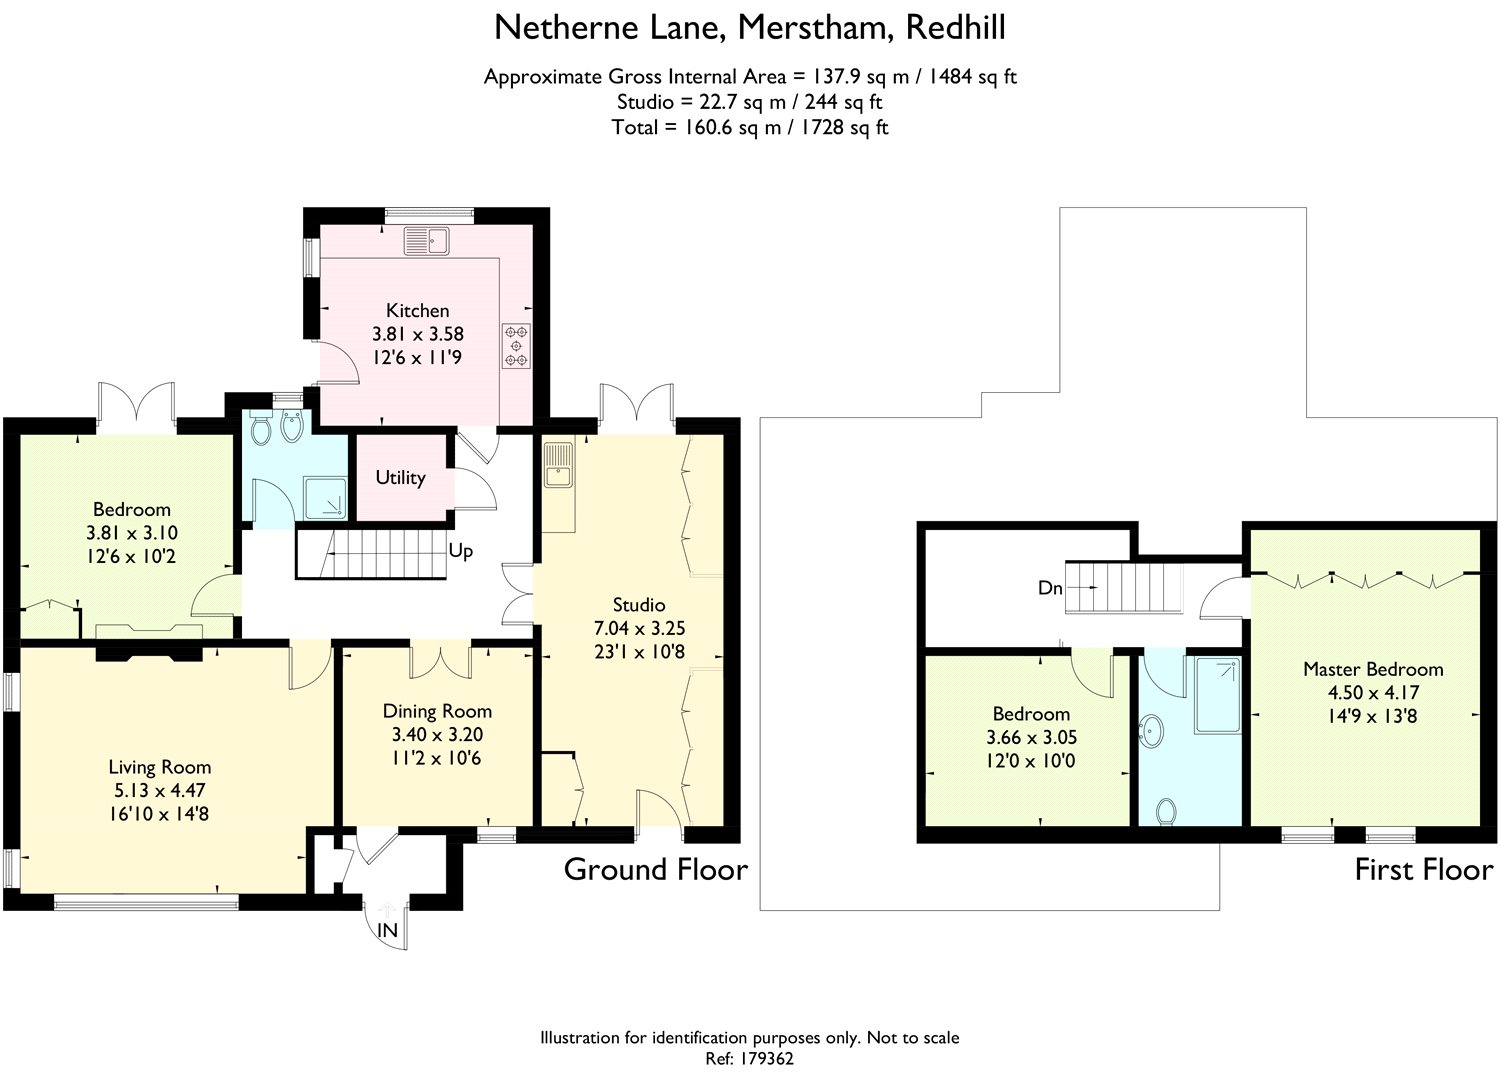 Netherne Lane, Merstham, Redhill
Approximate Gross Internal Area = 137.9 sq m / 1484 sq ft
Studio = 22.7 sq m / 244 sq ft
Total = 160.6 sq m / 1728 sq ft
Kitchen
3.81 x 3.58
12'6 x 11'9
Utility
Bedroom
3.81 x 3.10
12'6 x 10'2
Up
Studio
7.04 x 3.25
23'1 x 10'8
Dining Room
3.40 x 3.20
11'2 x 10'6
Living Room
5.13 x 4.47
16'10 x 14'8
IN
Ground Floor
Dn
Master Bedroom
4.50 x 4.17
14'9 x 13'8
Bedroom
3.66 x 3.05
12'0 x 10'0
First Floor
Illustration for identification purposes only. Not to scale
Ref: 179362